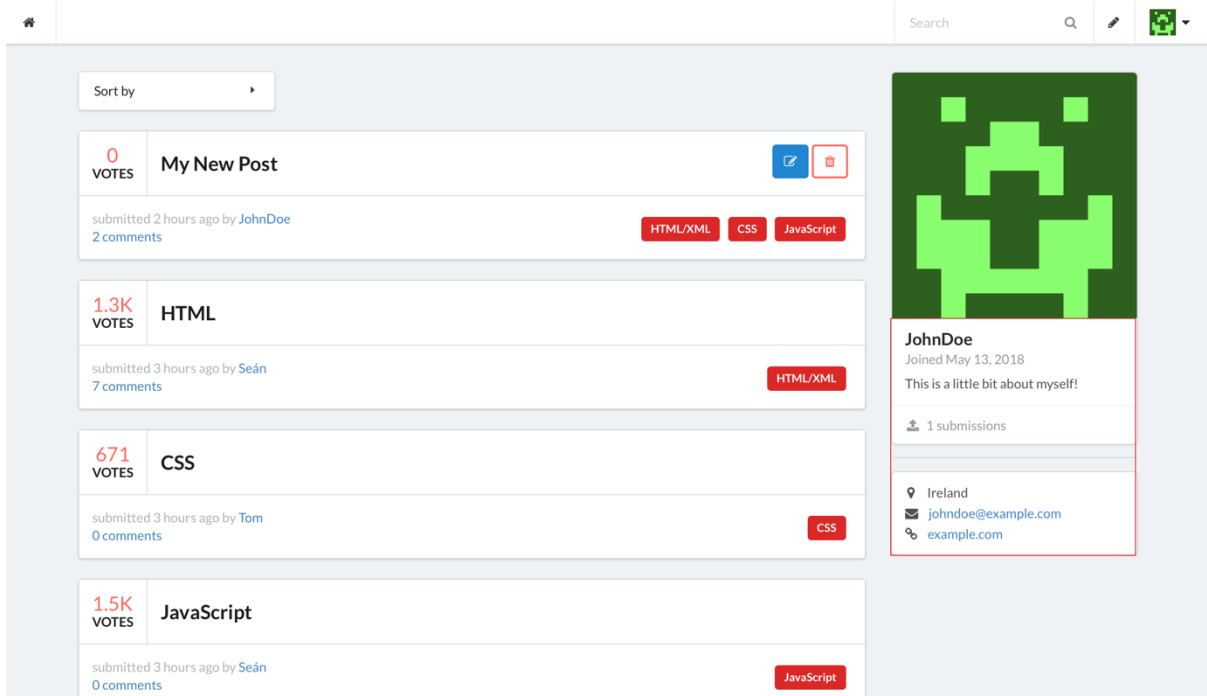 Search
Sort by
0
VOTES
My New Post
submitted 2 hours ago by JohnDoe
2 comments
HTML/XML
CSS
JavaScript
1.3K
VOTES
HTML
submitted 3 hours ago by Seán
7 comments
HTML/XML
671
VOTES
CSS
submitted 3 hours ago by Tom
0 comments
CSS
1.5K
VOTES
JavaScript
submitted 3 hours ago by Seán
0 comments
JavaScript
JohnDoe
Joined May 13, 2018
This is a little bit about myself!
1 submissions
Ireland
johndoe@example.com
example.com